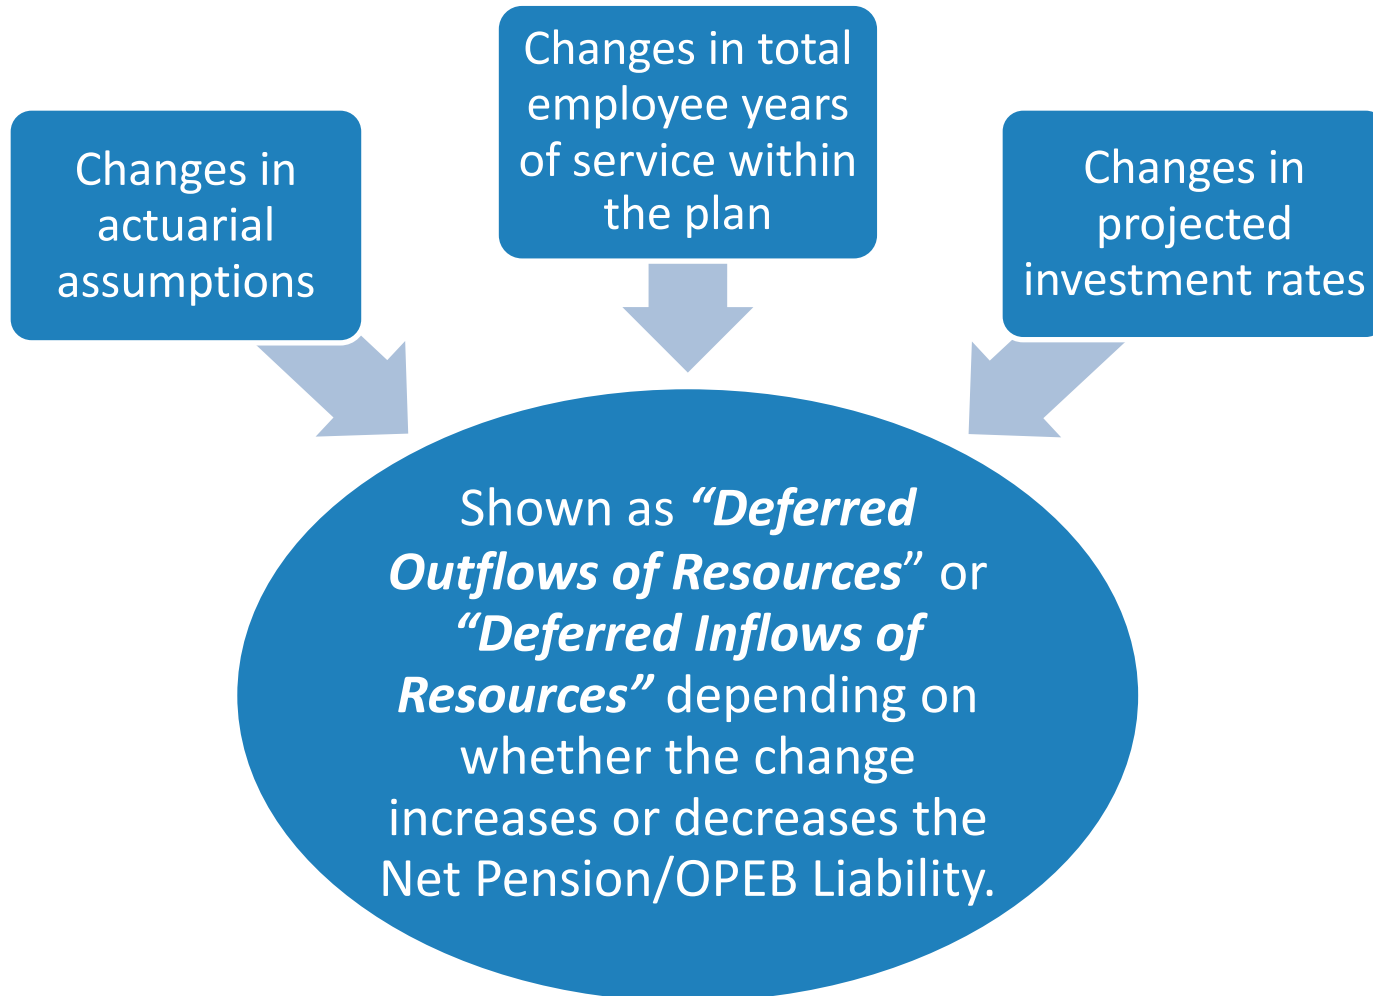 Changes in
actuarial
assumptions
Changes in total
employee years
of service within
the plan
Changes in
projected
investment rates
Shown as “Deferred
Outflows of Resources” or
“Deferred Inflows of
Resources” depending on
whether the change
increases or decreases the
Net Pension/OPEB Liability.